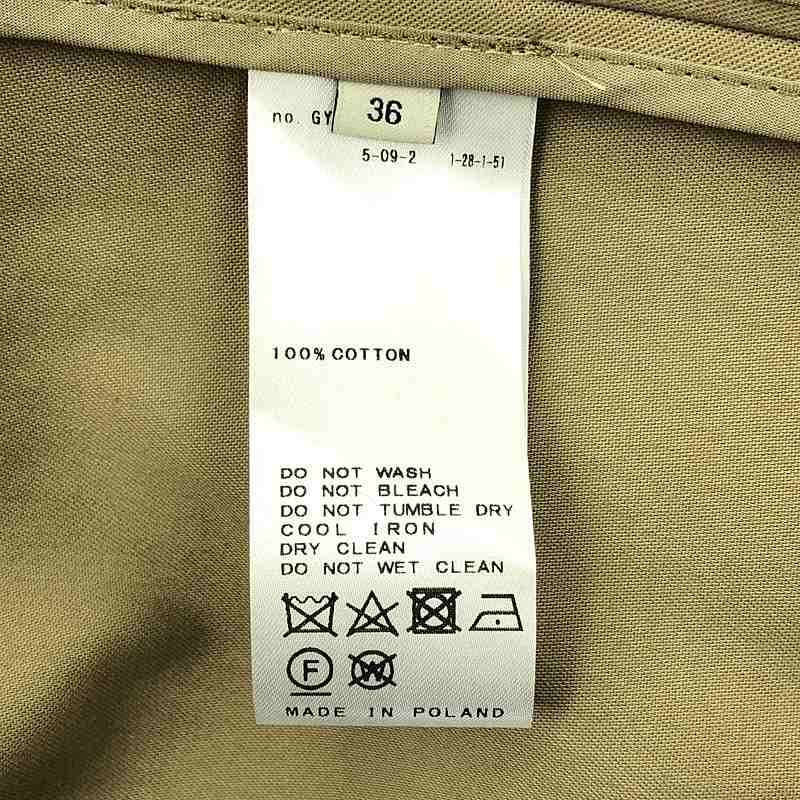 36
no. GY
5-09-2 1-28-1-51
100% COTTON
DO NOT WASH
DO NOT BLEACH
DO NOT TUMBLE DRY
COOL IRON
DRY CLEAN
DO NOT WET CLEAN
F W
MADE IN POLAND